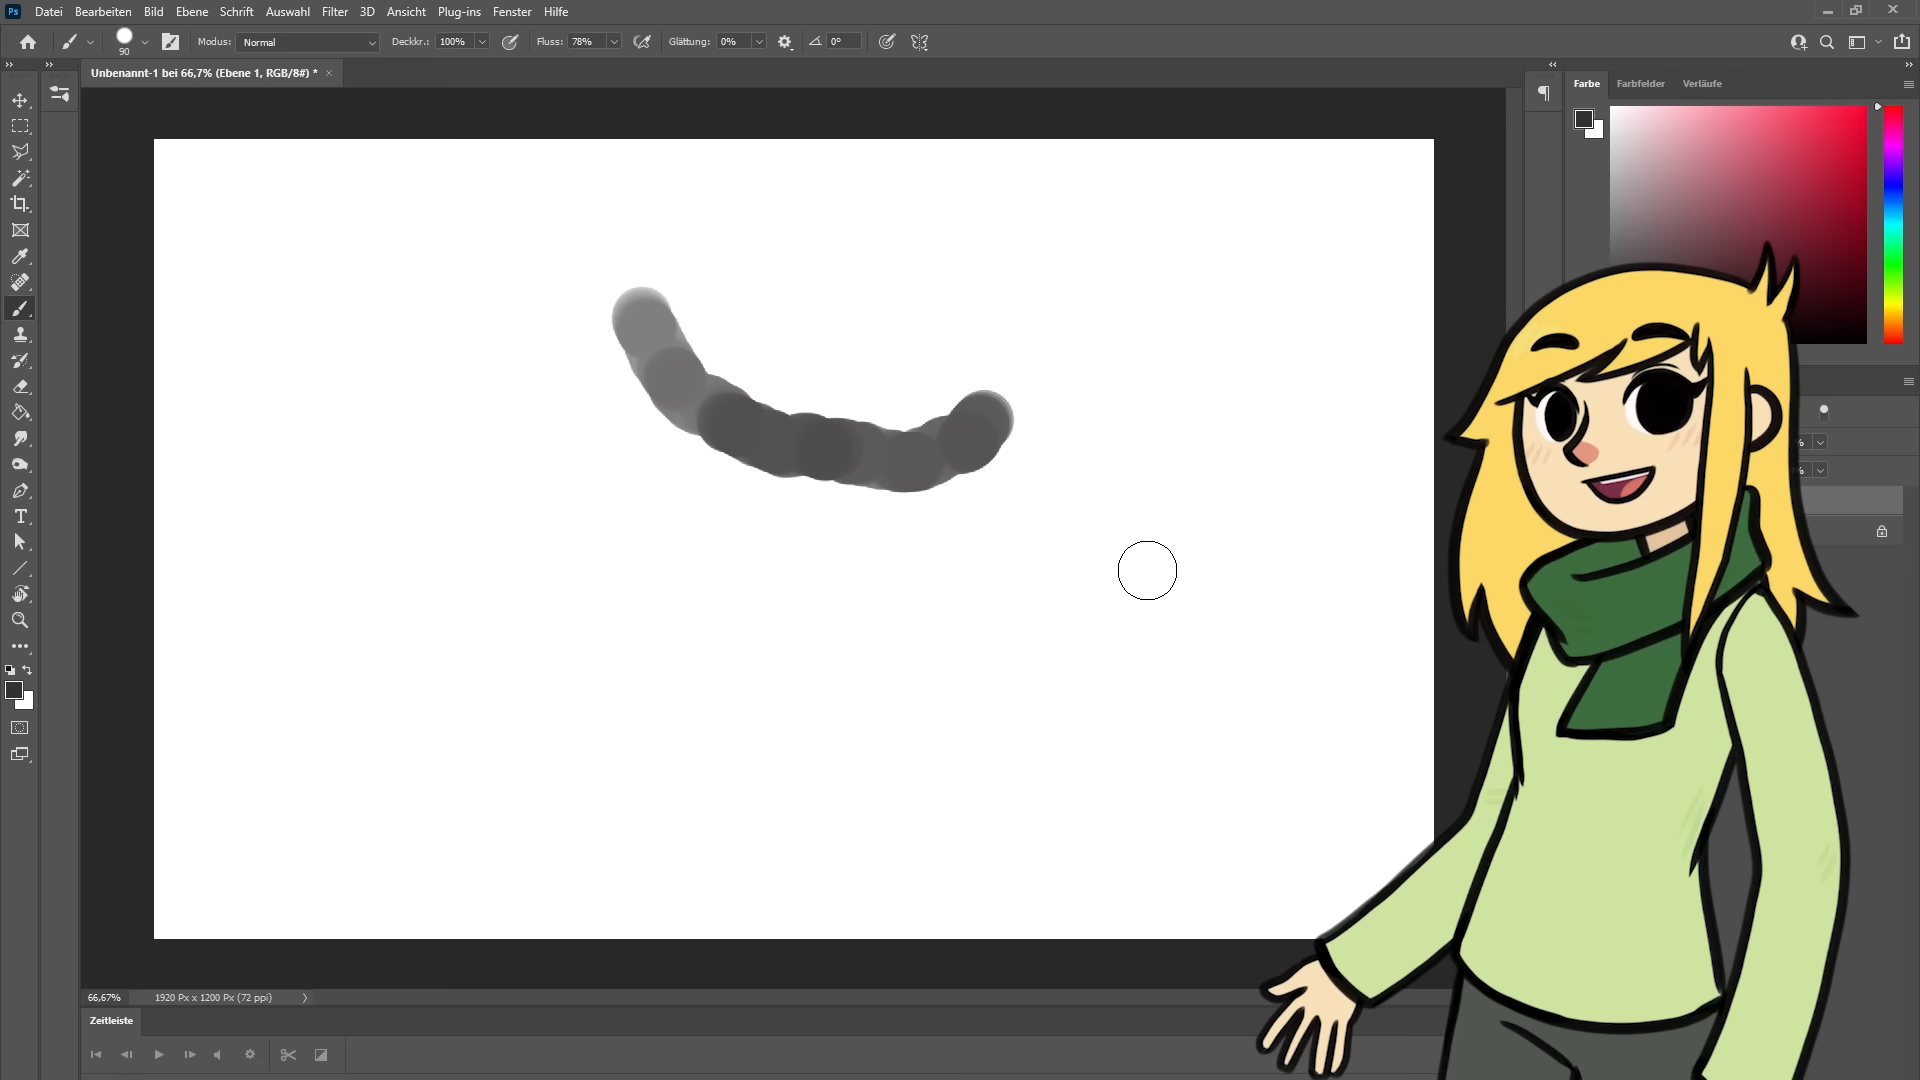 Ps Datei Bearbeiten Bild Ebene Schrift Auswahl Filter 3D Ansicht Plug-ins Fenster Hilfe
90 Modus: Normal Deckkr.: 100% Fluss: 78% Glättung: 0% 0°
Unbenannt-1 bei 66,7% (Ebene 1, RGB/8#) *
Farbe Farbfelder Verläufe
%
%
66,67% 1920 Px x 1200 Px (72 ppi)
Zeitleiste